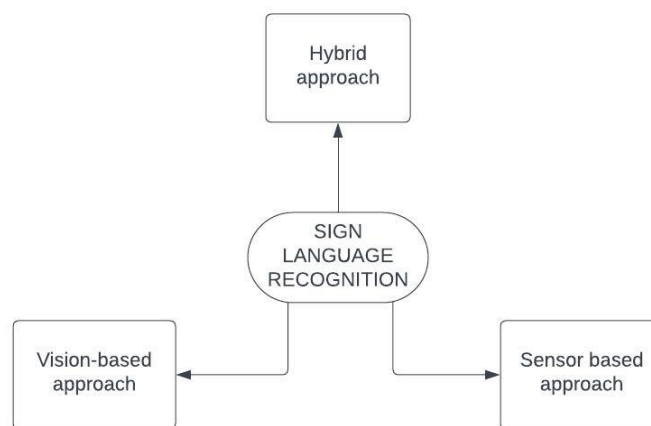 Hybrid
approach
SIGN
LANGUAGE
RECOGNITION
Vision-based
approach
Sensor based
approach